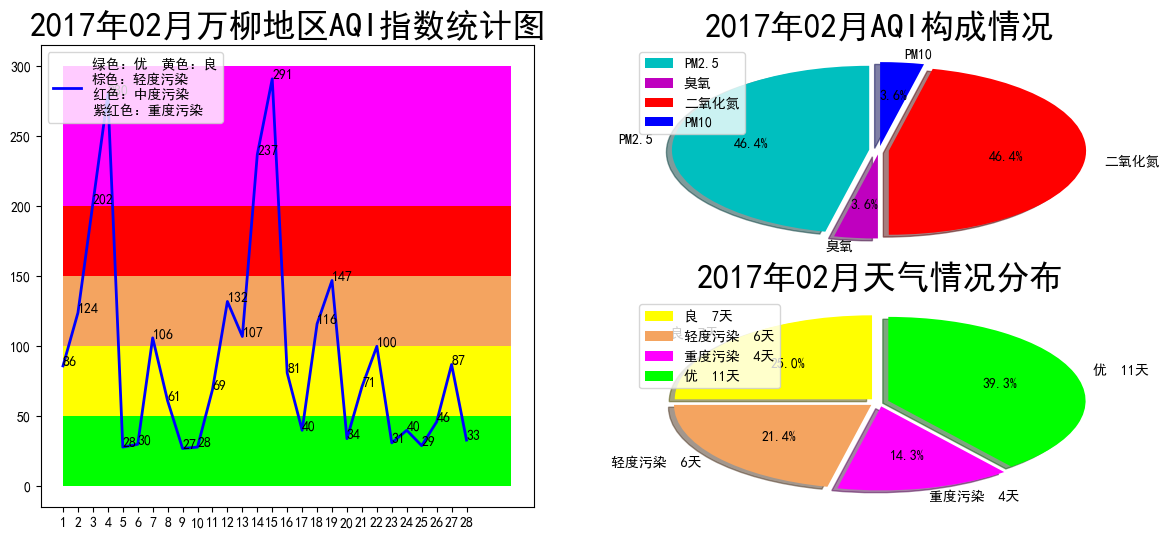 2017年02月万柳地区AQI指数统计图
绿色：优　黄色：良
棕色：轻度污染
红色：中度污染
紫红色：重度污染
300
250
200
150
100
50
0
86
124
202
28
30
106
61
27
28
69
132
107
237
291
81
40
116
147
34
71
100
31
40
29
46
87
33
1 2 3 4 5 6 7 8 9 10 11 12 13 14 15 16 17 18 19 20 21 22 23 24 25 26 27 28
2017年02月AQI构成情况
PM2.5
臭氧
二氧化氮
PM10
PM10
3.6%
PM2.5
46.4%
46.4%
二氧化氮
3.6%
臭氧
2017年02月天气情况分布
良　7天
轻度污染　6天
重度污染　4天
优　11天
25.0%
39.3%
优　11天
21.4%
轻度污染　6天
14.3%
重度污染　4天